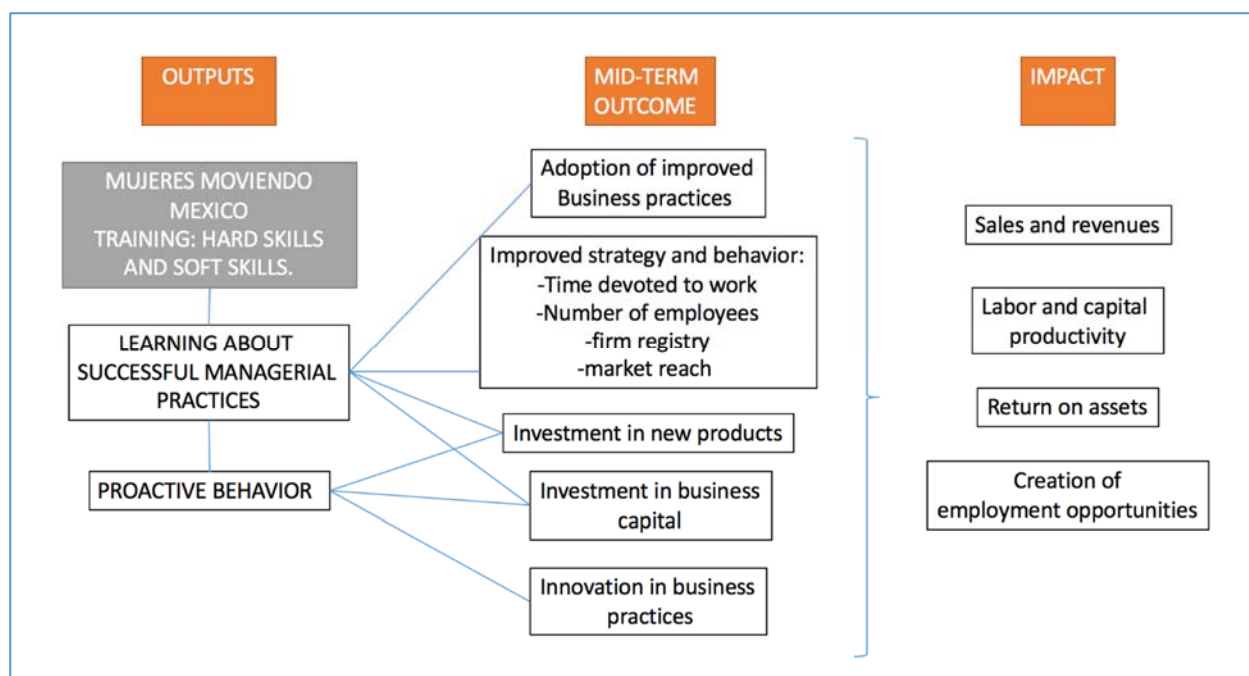 OUTPUTS
MUJERES MOVIENDO
MEXICO
TRAINING: HARD SKILLS
AND SOFT SKILLS.
LEARNING ABOUT
SUCCESSFUL MANAGERIAL
PRACTICES
PROACTIVE BEHAVIOR
MID-TERM
OUTCOME
Adoption of improved
Business practices
Improved strategy and behavior:
-Time devoted to work
-Number of employees
-firm registry
-market reach
Investment in new products
Investment in business
capital
Innovation in business
practices
IMPACT
Sales and revenues
Labor and capital
productivity
Return on assets
Creation of
employment opportunities